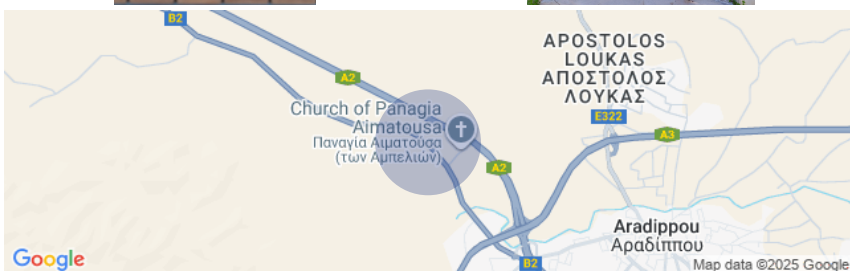 B2
APOSTOLOS
LOUKAS
ΑΠΟΣΤΟΛΟΣ
ΛΟΥΚΑΣ
A2
Church of Panagia
Aimatousa
Παναγία Αιματούσα
(των Αμπελιών)
E322
A3
A2
Aradippou
Αραδίππου
B2
Google
Map data ©2025 Google